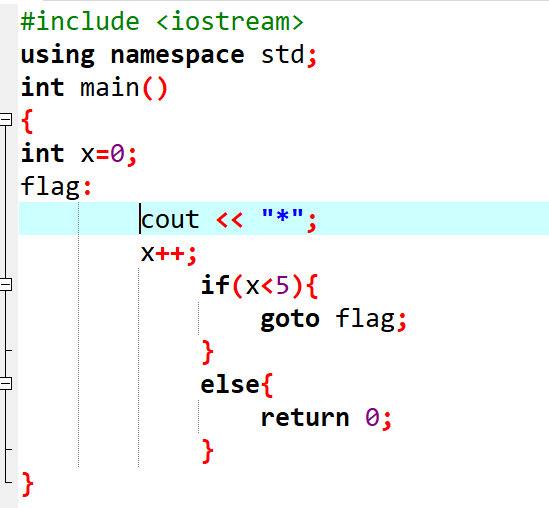 #include <iostream>
using namespace std;
int main()
{
int x=0;
flag:
cout << "*";
x++;
if(x<5){
goto flag;
}
else{
return 0;
}
}